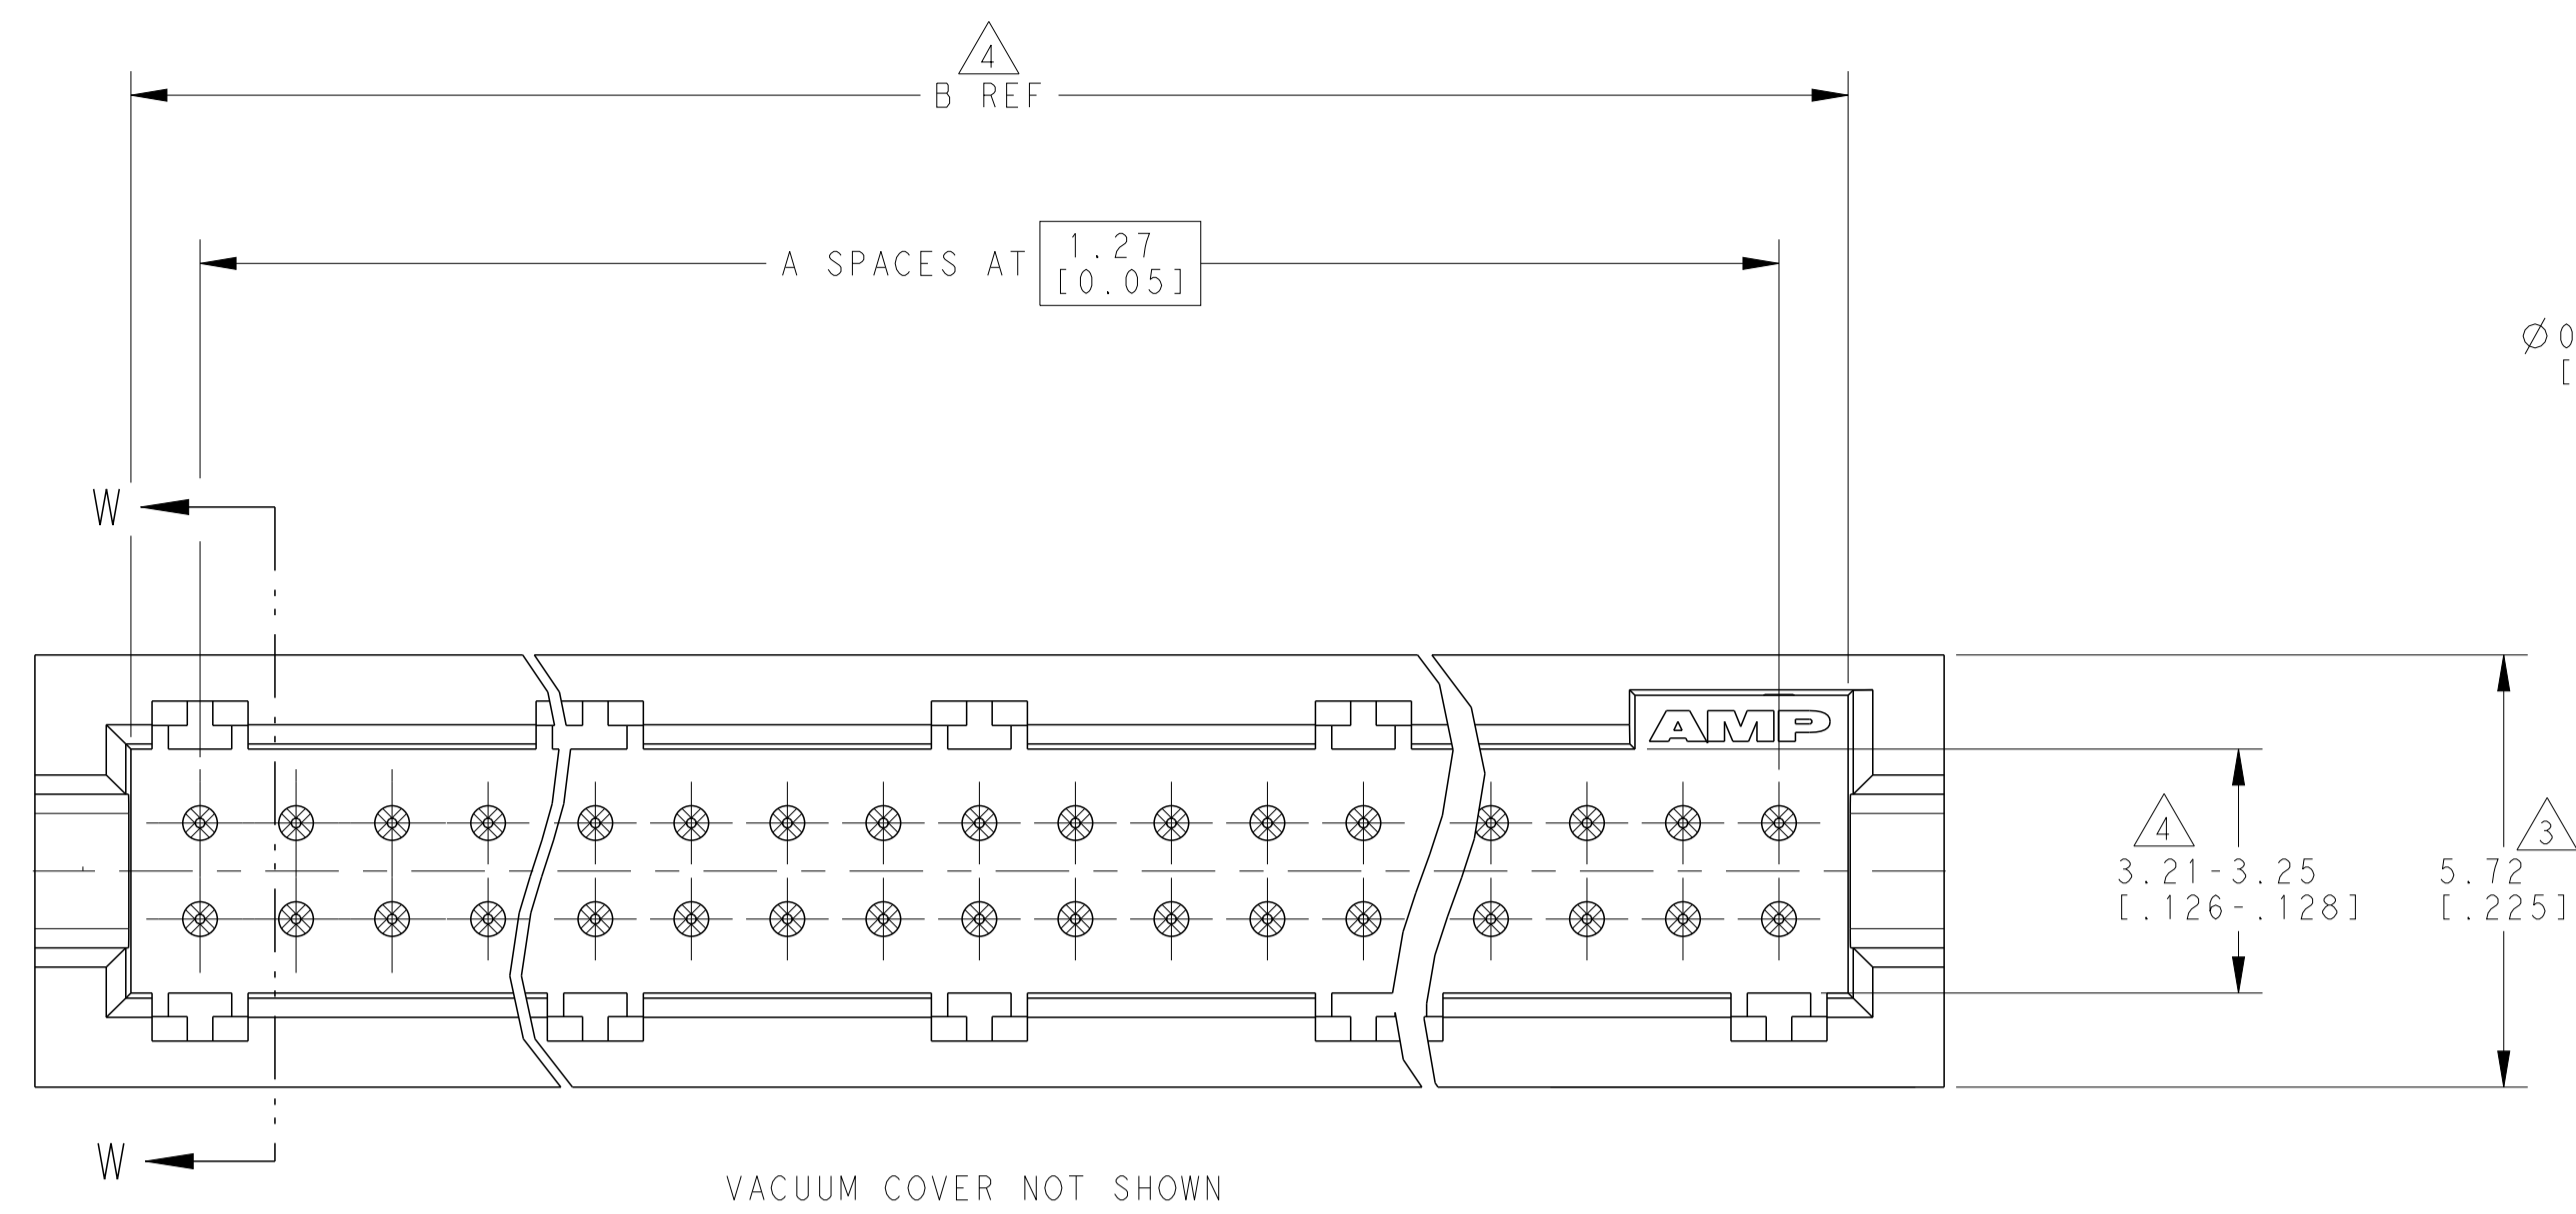 4
B REF
A SPACES AT 1.27
[0.05]
Ø0
[
W
AMP
4
3.21-3.25
[.126-.128]
3
5.72
[.225]
W
VACUUM COVER NOT SHOWN